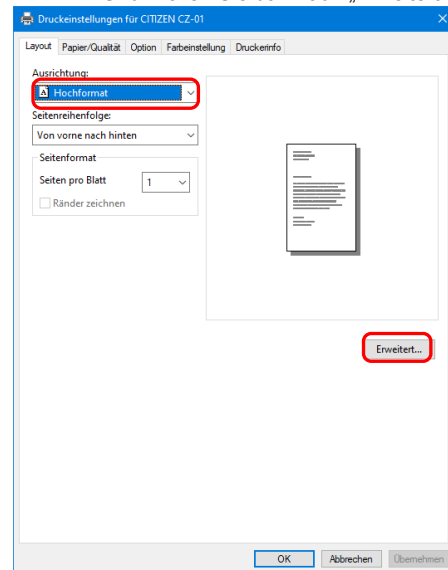 Druckeinstellungen für CITIZEN CZ-01
Layout Papier/Qualität Option Farbeinstellung Druckerinfo
Ausrichtung:
A Hochformat
Seitenreihenfolge:
Von vorne nach hinten
Seitenformat
Seiten pro Blatt 1
Ränder zeichnen
Erweitert...
OK Abbrechen Übernehmen